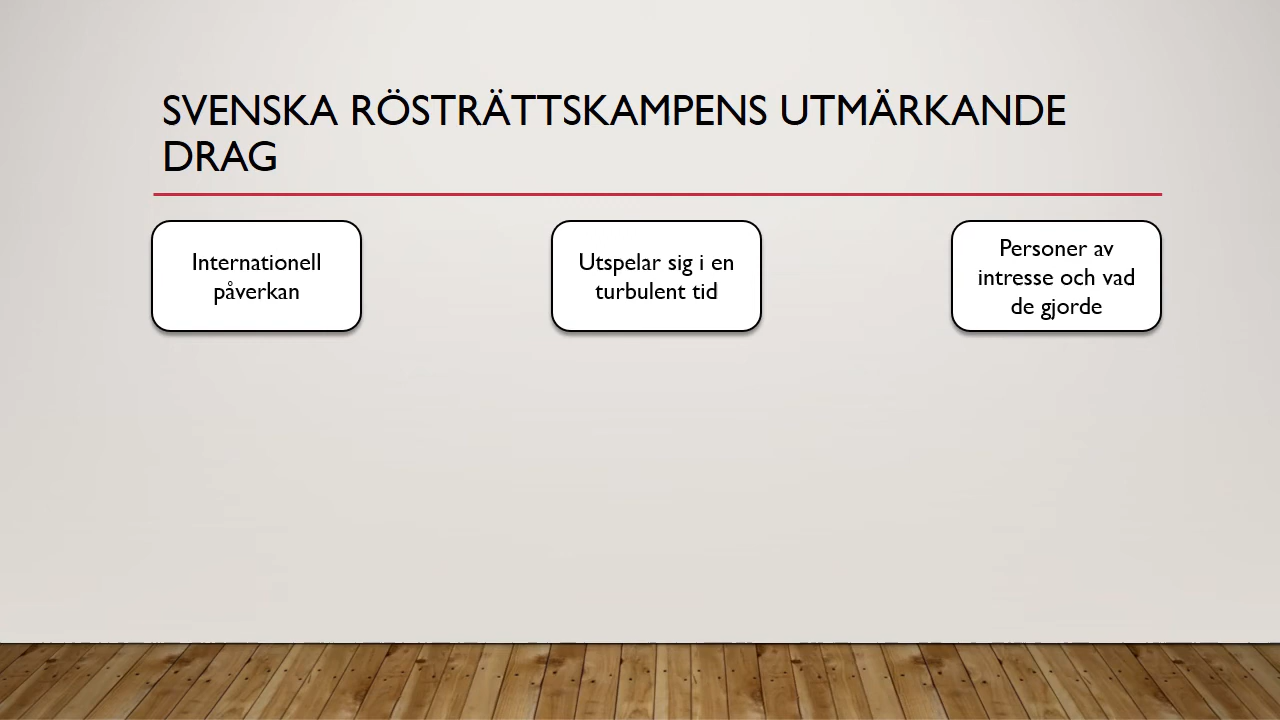 SVENSKA RÖSTRÄTTSKAMPENS UTMÄRKANDE
DRAG
Internationell
påverkan
Utspelar sig i en
turbulent tid
Personer av
intresse och vad
de gjorde